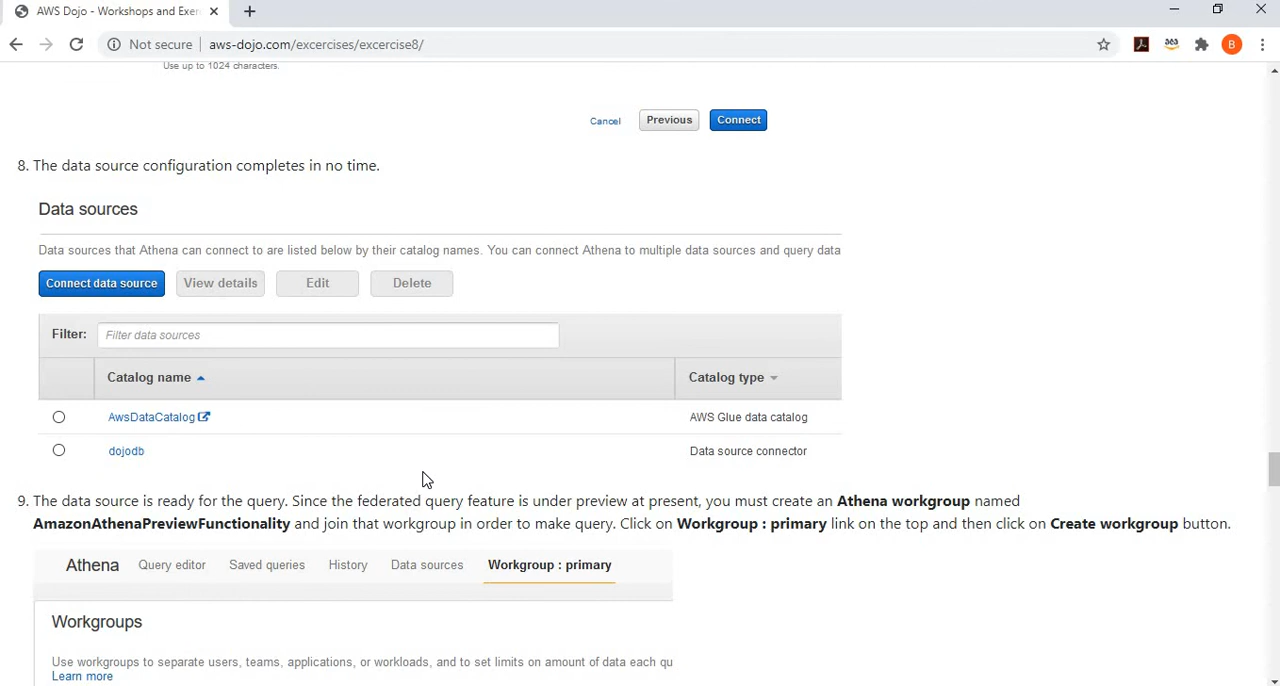 AWS Dojo - Workshops and Exer
Not secure
aws-dojo.com/excercises/excercise8/
B
Use up to 1024 characters.
Cancel
Previous
Connect
8. The data source configuration completes in no time.
Data sources
Data sources that Athena can connect to are listed below by their catalog names. You can connect Athena to multiple data sources and query data
Connect data source
View details
Edit
Delete
Filter:
Filter data sources
Catalog name
Catalog type
AwsDataCatalog
AWS Glue data catalog
dojodb
Data source connector
9. The data source is ready for the query. Since the federated query feature is under preview at present, you must create an Athena workgroup named
AmazonAthenaPreviewFunctionality and join that workgroup in order to make query. Click on Workgroup : primary link on the top and then click on Create workgroup button.
Athena
Query editor
Saved queries
History
Data sources
Workgroup : primary
Workgroups
Use workgroups to separate users, teams, applications, or workloads, and to set limits on amount of data each qu
Learn more